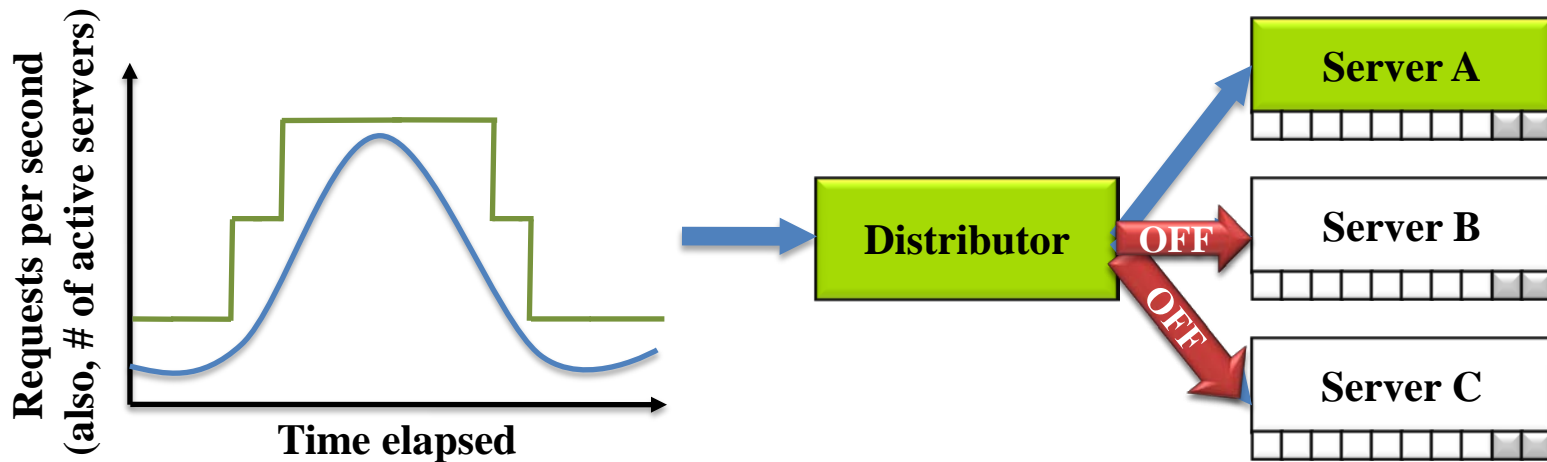 Requests per second
(also, # of active servers)
Time elapsed
Distributor
OFF
OFF
Server A
Server B
Server C